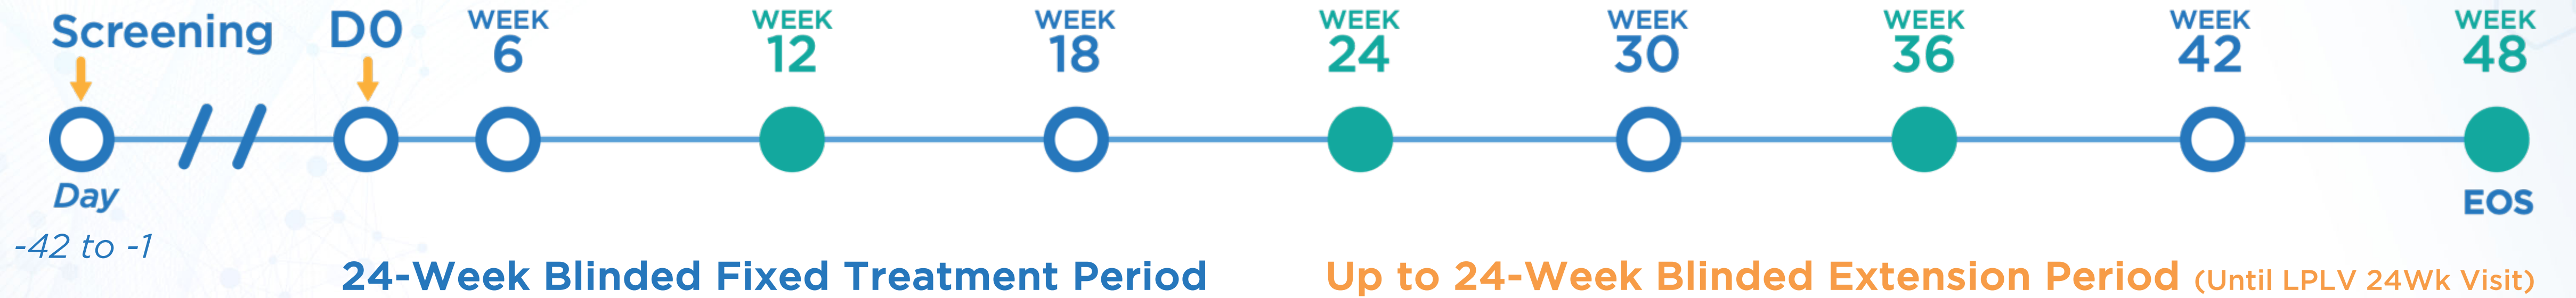 Screening
D0
WEEK
6
WEEK
12
WEEK
18
WEEK
24
WEEK
30
WEEK
36
WEEK
42
WEEK
48
Day
EOS
-42 to -1
24-Week Blinded Fixed Treatment Period
Up to 24-Week Blinded Extension Period (Until LPLV 24Wk Visit)